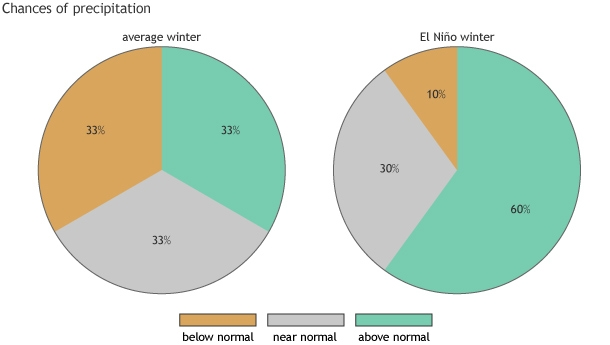 Chances of precipitation
average winter
El Niño winter
33%
33%
33%
10%
30%
60%
below normal
near normal
above normal